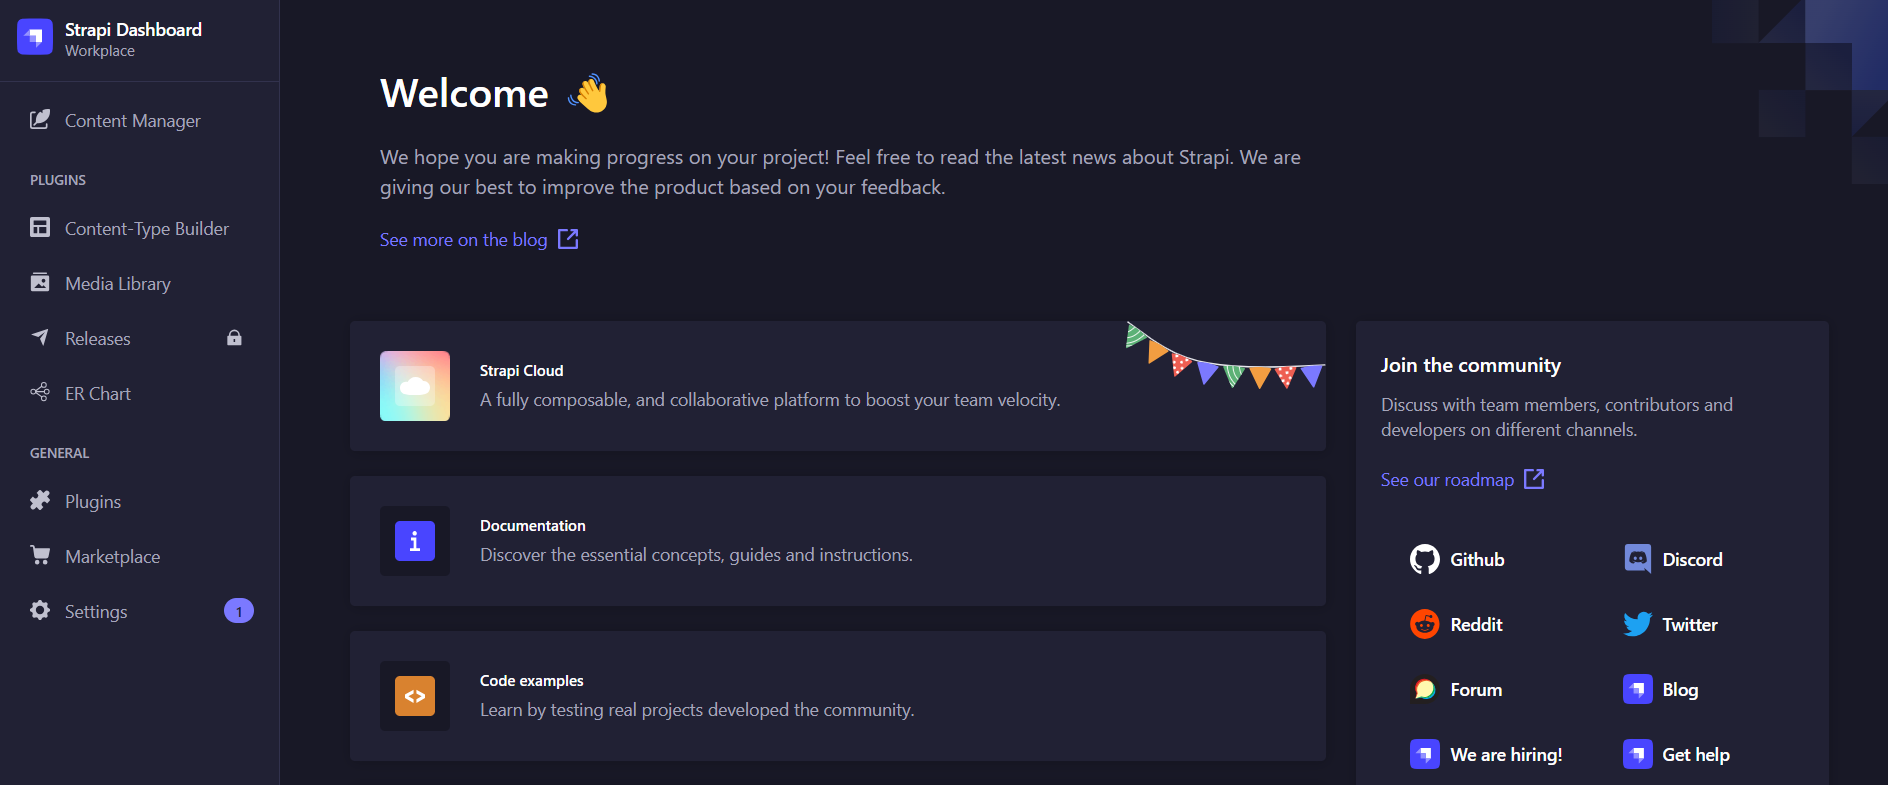 Strapi Dashboard
Workplace
Content Manager
PLUGINS
Content-Type Builder
Media Library
Releases
ER Chart
GENERAL
Plugins
Marketplace
Settings
1
Welcome
We hope you are making progress on your project! Feel free to read the latest news about Strapi. We are
giving our best to improve the product based on your feedback.
See more on the blog
Strapi Cloud
A fully composable, and collaborative platform to boost your team velocity.
Documentation
Discover the essential concepts, guides and instructions.
Code examples
Learn by testing real projects developed the community.
Join the community
Discuss with team members, contributors and
developers on different channels.
See our roadmap
Github
Discord
Reddit
Twitter
Forum
Blog
We are hiring!
Get help